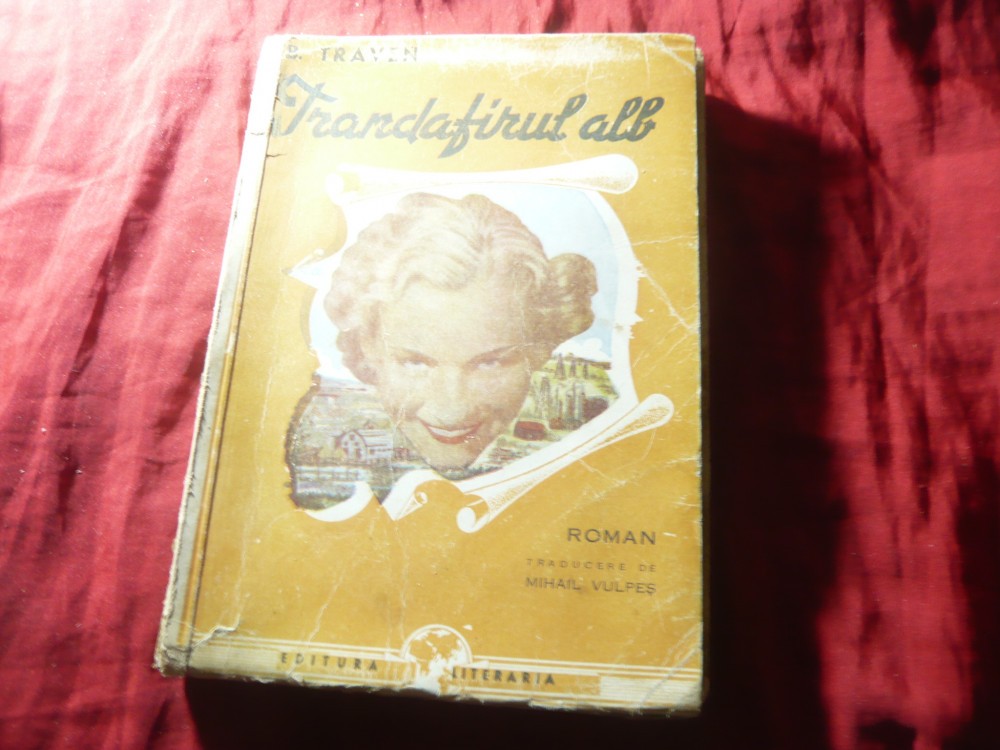 B. TRAVEN
Trandafirul alb
ROMAN
TRADUCERE DE
MIHAIL VULPEȘ
EDITURA LITERARIA